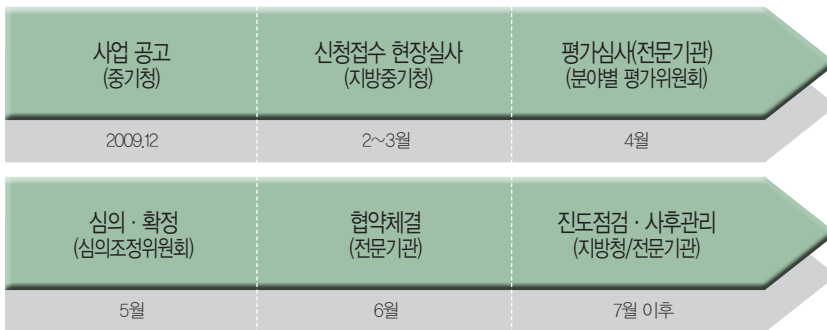 사업 공고
(중기청)
신청접수 현장실사
(지방중기청)
평가심사(전문기관)
(분야별 평가위원회)
2009.12
2~3월
4월
심의 · 확정
(심의조정위원회)
협약체결
(전문기관)
진도점검 · 사후관리
(지방청/전문기관)
5월
6월
7월 이후